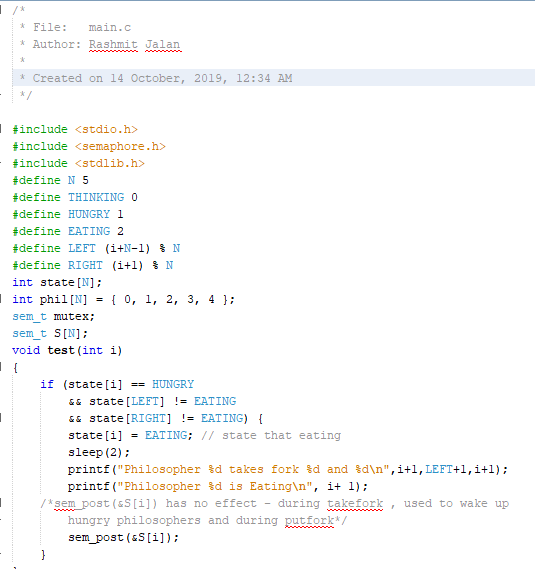 /*
* File:   main.c
* Author: Rashmit Jalan
*
* Created on 14 October, 2019, 12:34 AM
*/
#include <stdio.h>
#include <semaphore.h>
#include <stdlib.h>
#define N 5
#define THINKING 0
#define HUNGRY 1
#define EATING 2
#define LEFT (i+N-1) % N
#define RIGHT (i+1) % N
int state[N];
int phil[N] = { 0, 1, 2, 3, 4 };
sem_t mutex;
sem_t S[N];
void test(int i)
{
if (state[i] == HUNGRY
&& state[LEFT] != EATING
&& state[RIGHT] != EATING) {
state[i] = EATING; // state that eating
sleep(2);
printf("Philosopher %d takes fork %d and %d\n",i+1,LEFT+1,i+1);
printf("Philosopher %d is Eating\n", i+ 1);
/*sem_post(&S[i]) has no effect - during takefork , used to wake up
hungry philosophers and during putfork*/
sem_post(&S[i]);
}